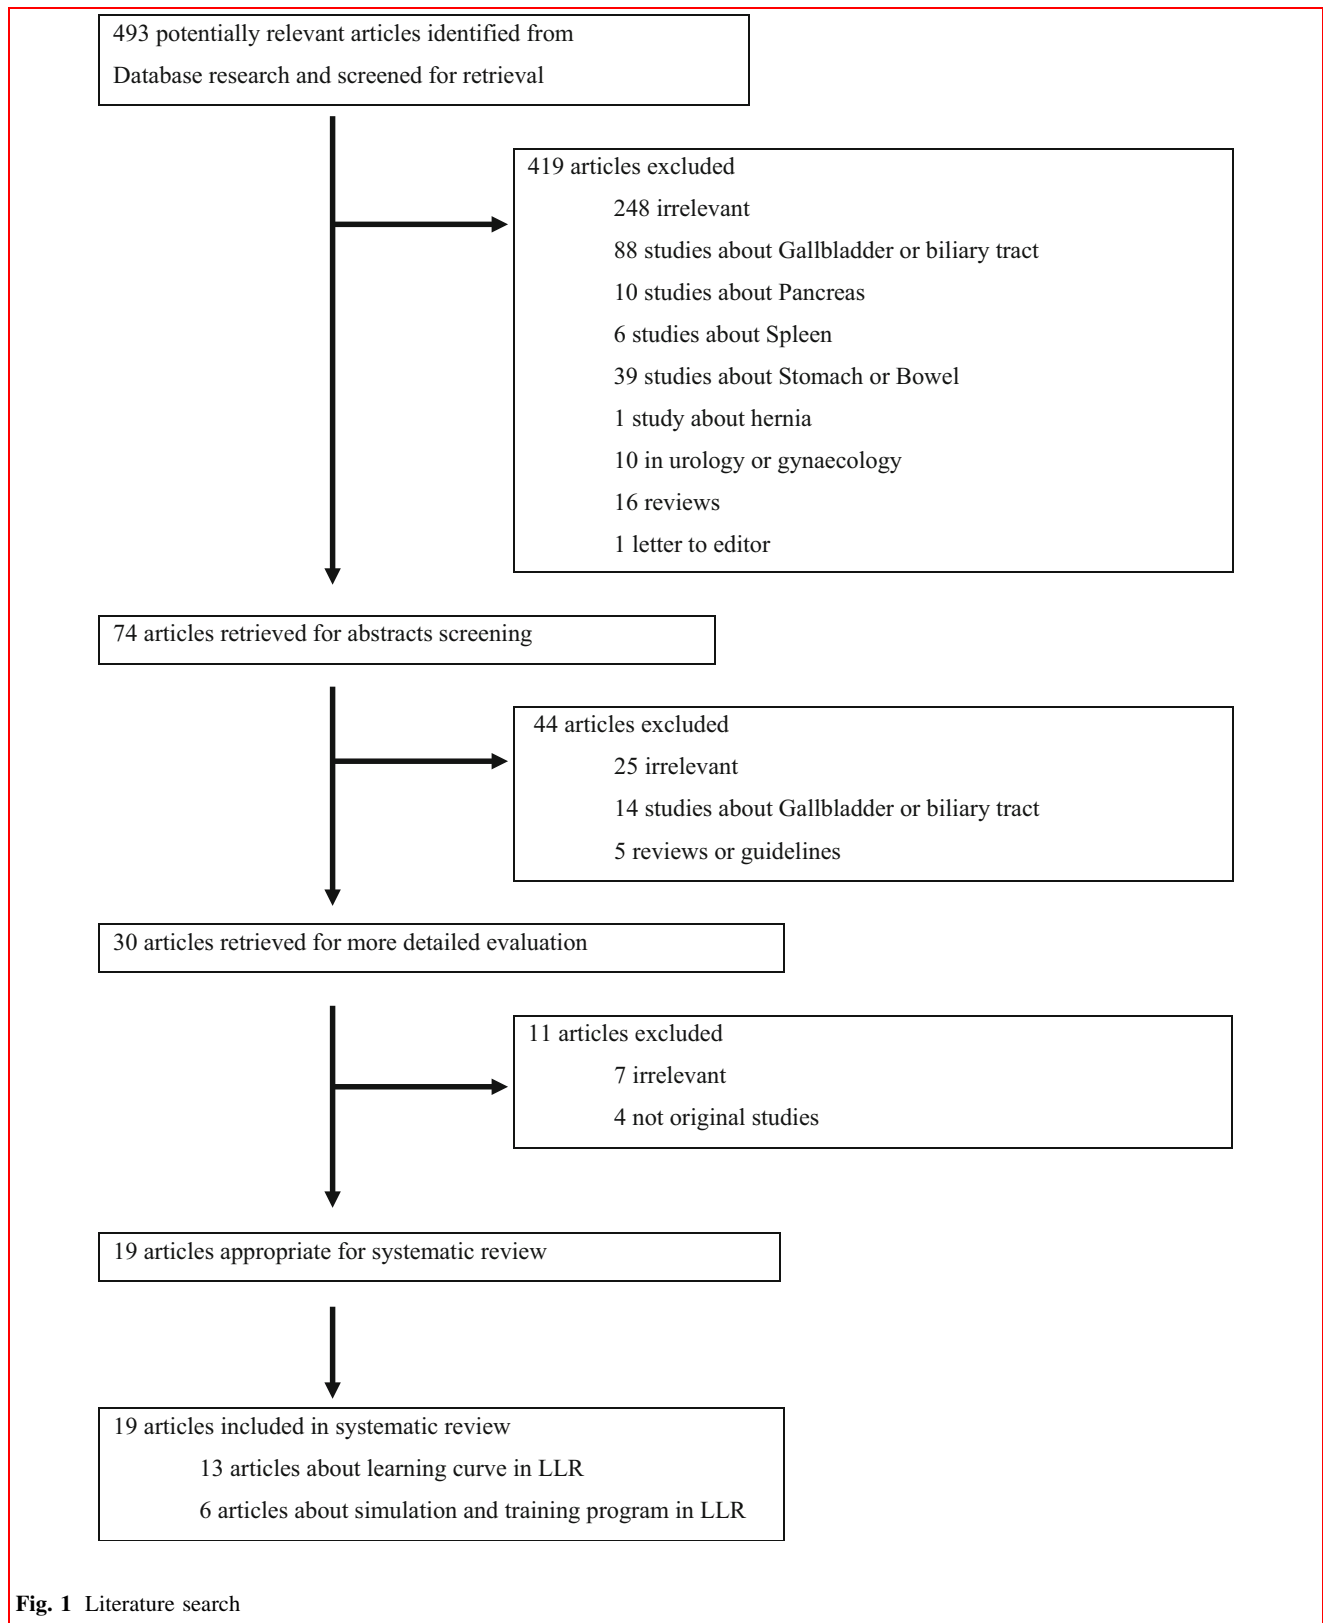 493 potentially relevant articles identified from
Database research and screened for retrieval
419 articles excluded
248 irrelevant
88 studies about Gallbladder or biliary tract
10 studies about Pancreas
6 studies about Spleen
39 studies about Stomach or Bowel
1 study about hernia
10 in urology or gynaecology
16 reviews
1 letter to editor
74 articles retrieved for abstracts screening
44 articles excluded
25 irrelevant
14 studies about Gallbladder or biliary tract
5 reviews or guidelines
30 articles retrieved for more detailed evaluation
11 articles excluded
7 irrelevant
4 not original studies
19 articles appropriate for systematic review
19 articles included in systematic review
13 articles about learning curve in LLR
6 articles about simulation and training program in LLR
Fig. 1 Literature search